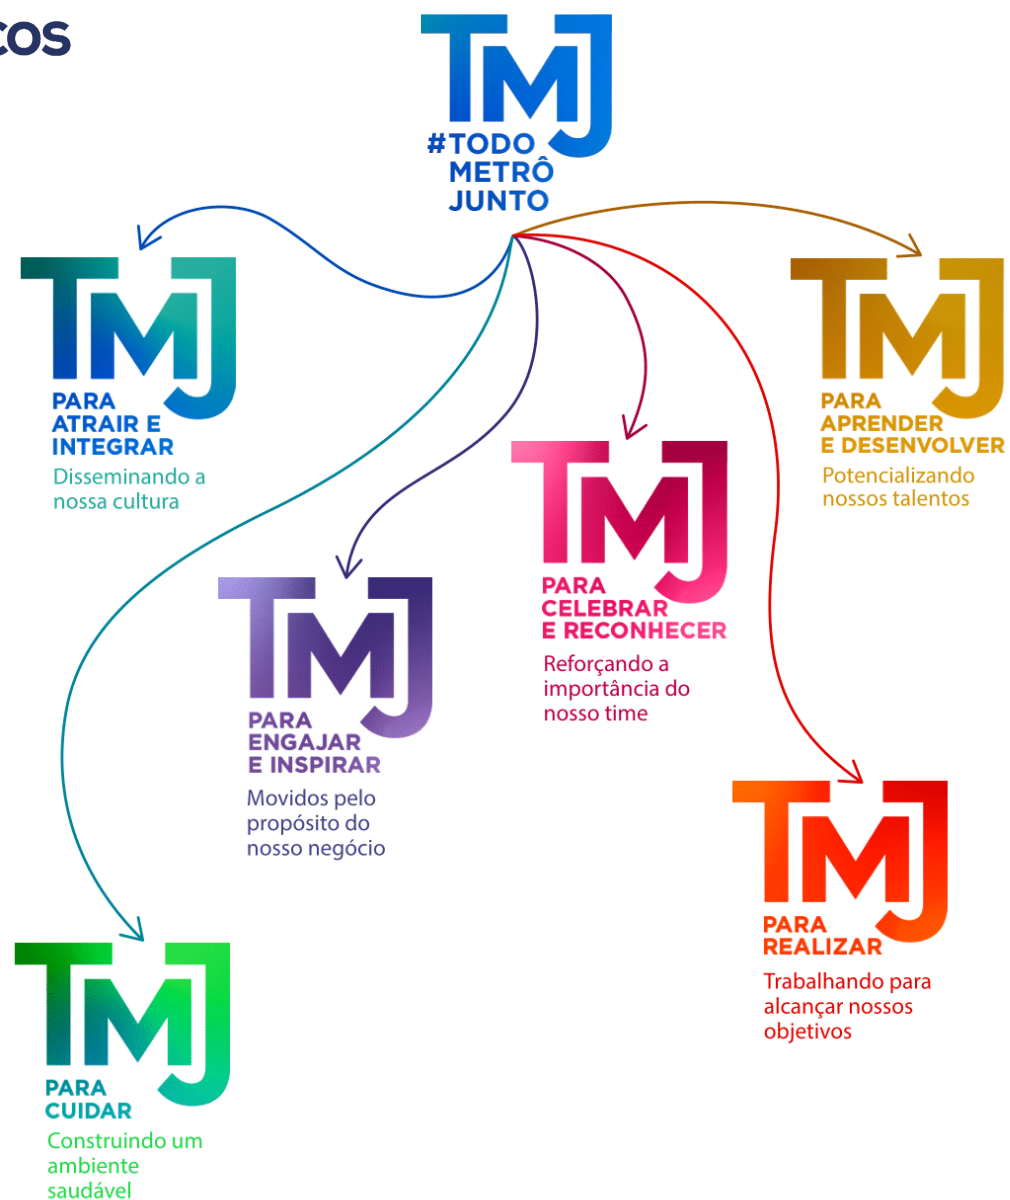 TMJ
#TODO
METRÔ
JUNTO
TMJ
PARA
ATRAIR E
INTEGRAR
Disseminando a
nossa cultura
TMJ
PARA
APRENDER
E DESENVOLVER
Potencializando
nossos talentos
TMJ
PARA
CELEBRAR
E RECONHECER
Reforçando a
importância do
nosso time
TMJ
PARA
ENGAJAR
E INSPIRAR
Movidos pelo
propósito do
nosso negócio
TMJ
PARA
REALIZAR
Trabalhando para
alcançar nossos
objetivos
TMJ
PARA
CUIDAR
Construindo um
ambiente
saudável